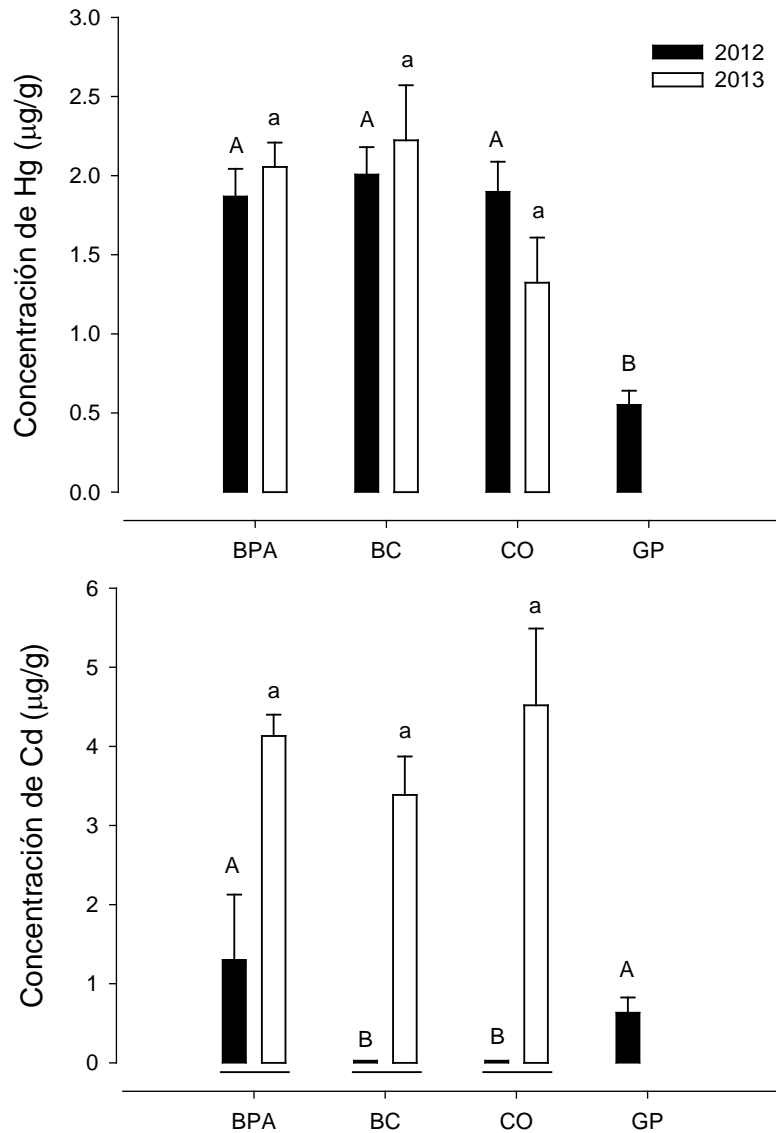 Concentración de Hg (µg/g)
3.0
2.5
2.0
1.5
1.0
0.5
0.0
2012
2013
A a A a A a B
BPA BC CO GP
Concentración de Cd (µg/g)
6
5
4
3
2
1
0
A a B a B a A
BPA BC CO GP